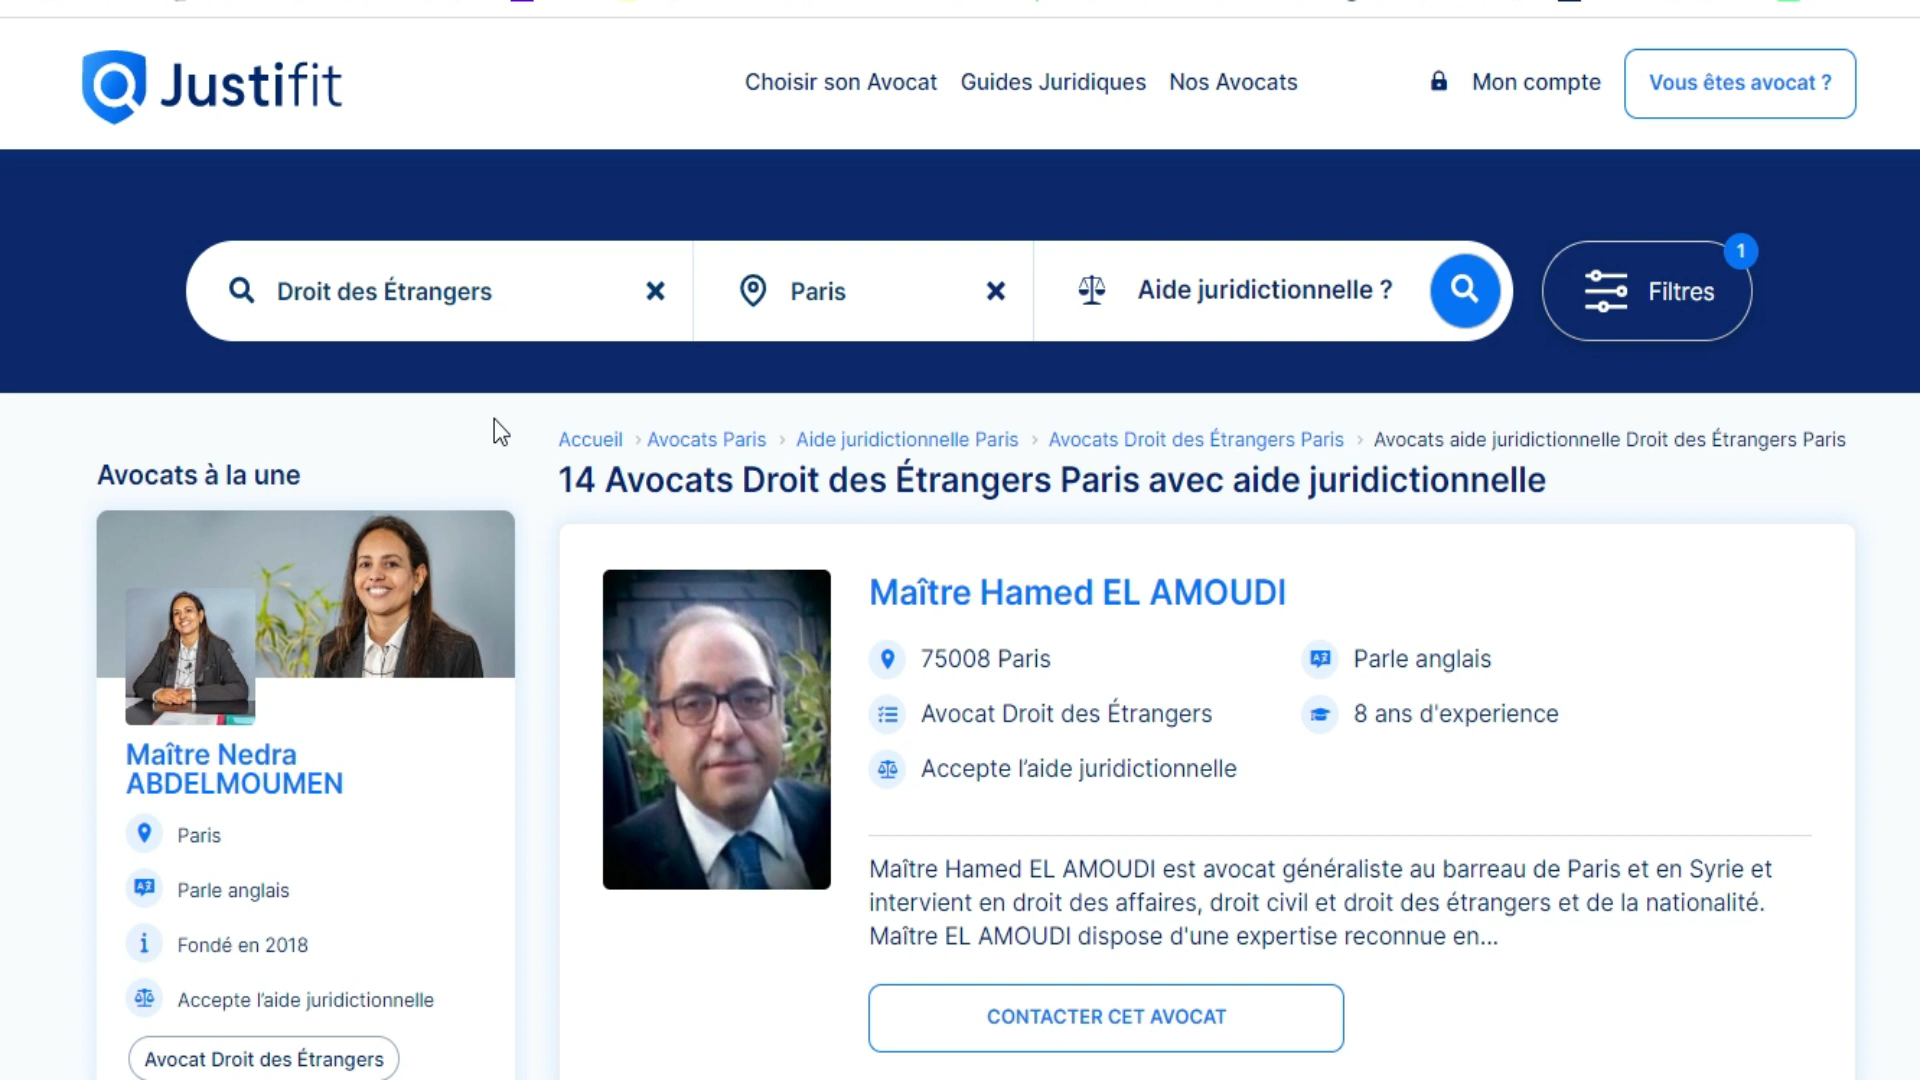 Justifit
Choisir son Avocat
Guides Juridiques
Nos Avocats
Mon compte
Vous êtes avocat ?
Droit des Étrangers
Paris
Aide juridictionnelle ?
Filtres
1
Accueil › Avocats Paris › Aide juridictionnelle Paris › Avocats Droit des Étrangers Paris › Avocats aide juridictionnelle Droit des Étrangers Paris
Avocats à la une
Maître Nedra
ABDELMOUMEN
Paris
Parle anglais
Fondé en 2018
Accepte l’aide juridictionnelle
Avocat Droit des Étrangers
14 Avocats Droit des Étrangers Paris avec aide juridictionnelle
Maître Hamed EL AMOUDI
75008 Paris
Parle anglais
Avocat Droit des Étrangers
8 ans d'experience
Accepte l’aide juridictionnelle
Maître Hamed EL AMOUDI est avocat généraliste au barreau de Paris et en Syrie et
intervient en droit des affaires, droit civil et droit des étrangers et de la nationalité.
Maître EL AMOUDI dispose d'une expertise reconnue en...
CONTACTER CET AVOCAT